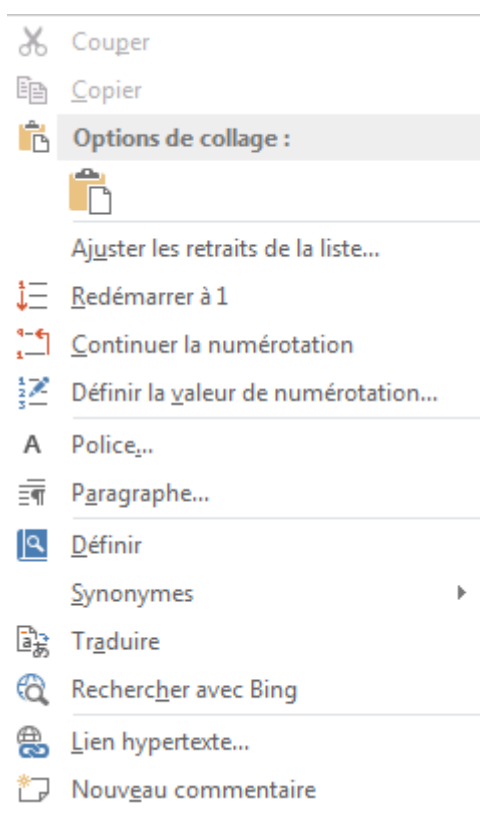 Couper
Copier
Options de collage :
Ajuster les retraits de la liste...
Redémarrer à 1
Continuer la numérotation
Définir la valeur de numérotation...
Police...
Paragraphe...
Définir
Synonymes
Traduire
Rechercher avec Bing
Lien hypertexte...
Nouveau commentaire